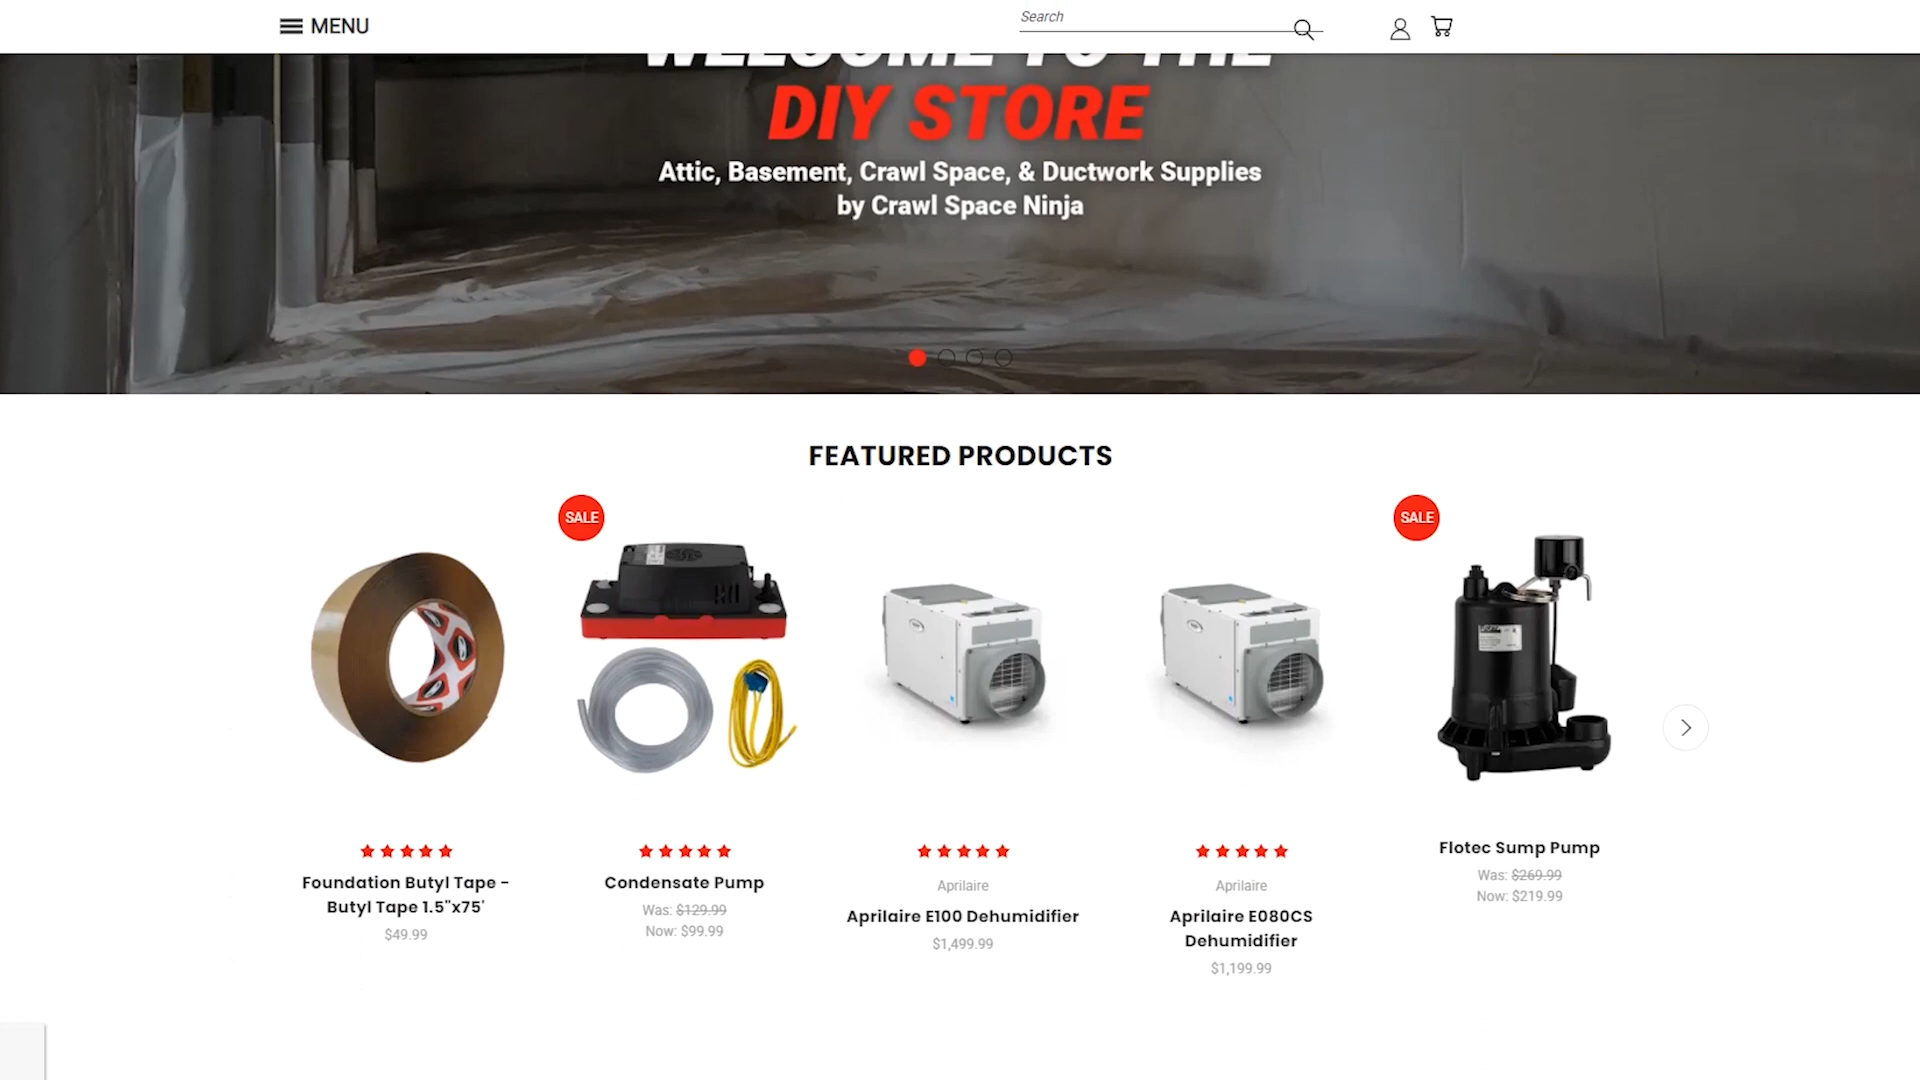 MENU
Search
WELCOME TO THE
DIY STORE
Attic, Basement, Crawl Space, & Ductwork Supplies
by Crawl Space Ninja
FEATURED PRODUCTS
SALE
SALE
Foundation Butyl Tape -
Butyl Tape 1.5"x75'
$49.99
Condensate Pump
Was: $129.99
Now: $99.99
Aprilaire
Aprilaire E100 Dehumidifier
$1,499.99
Aprilaire
Aprilaire E080CS
Dehumidifier
$1,199.99
Flotec Sump Pump
Was: $269.99
Now: $219.99